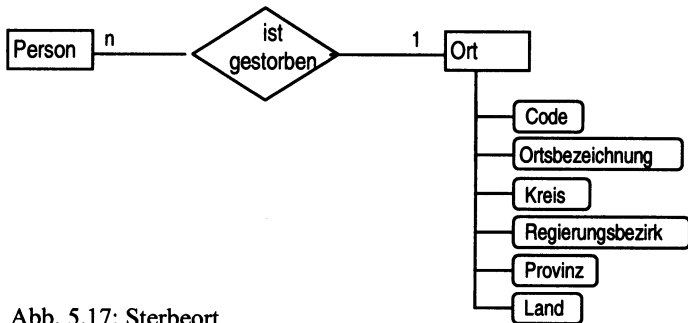 Person
n
ist
gestorben
1
Ort
Code
Ortsbezeichnung
Kreis
Regierungsbezirk
Provinz
Land
Abb. 5.17: Sterbeort